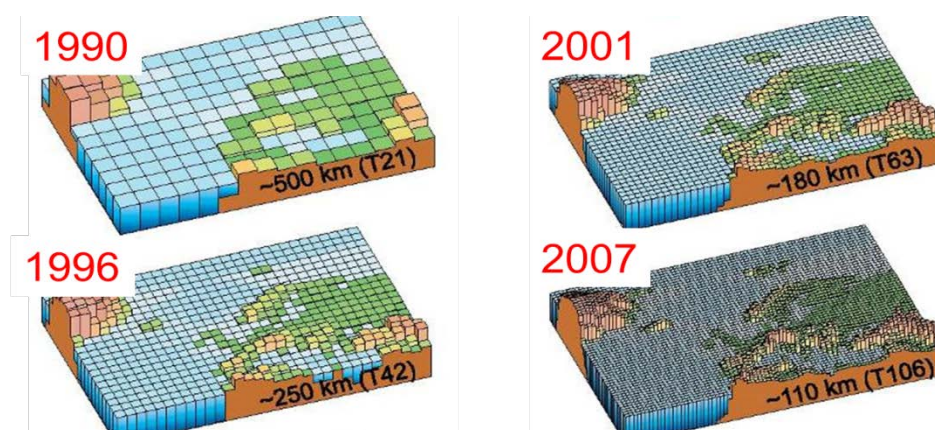 1990
~500 km (T21)
2001
~180 km (T63)
1996
~250 km (T42)
2007
~110 km (T106)